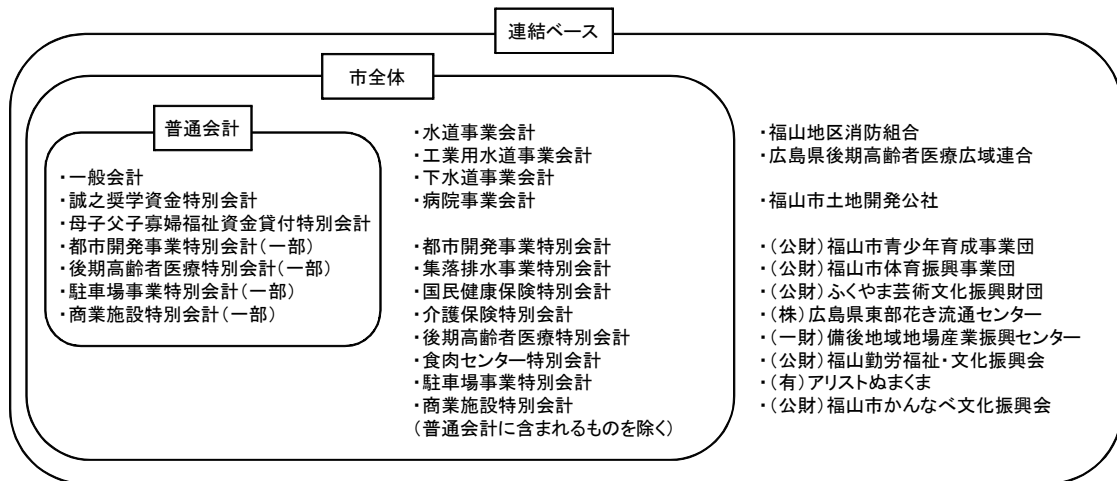 連結ベース
市全体
普通会計
・一般会計
・誠之奨学資金特別会計
・母子父子寡婦福祉資金貸付特別会計
・都市開発事業特別会計(一部)
・後期高齢者医療特別会計(一部)
・駐車場事業特別会計(一部)
・商業施設特別会計(一部)
・水道事業会計
・工業用水道事業会計
・下水道事業会計
・病院事業会計
・都市開発事業特別会計
・集落排水事業特別会計
・国民健康保険特別会計
・介護保険特別会計
・後期高齢者医療特別会計
・食肉センター特別会計
・駐車場事業特別会計
・商業施設特別会計
(普通会計に含まれるものを除く)
・福山地区消防組合
・広島県後期高齢者医療広域連合
・福山市土地開発公社
・(公財)福山市青少年育成事業団
・(公財)福山市体育振興事業団
・(公財)ふくやま芸術文化振興財団
・(株)広島県東部花き流通センター
・(一財)備後地域地場産業振興センター
・(公財)福山勤労福祉・文化振興会
・(有)アリストぬまくま
・(公財)福山市かんなべ文化振興会